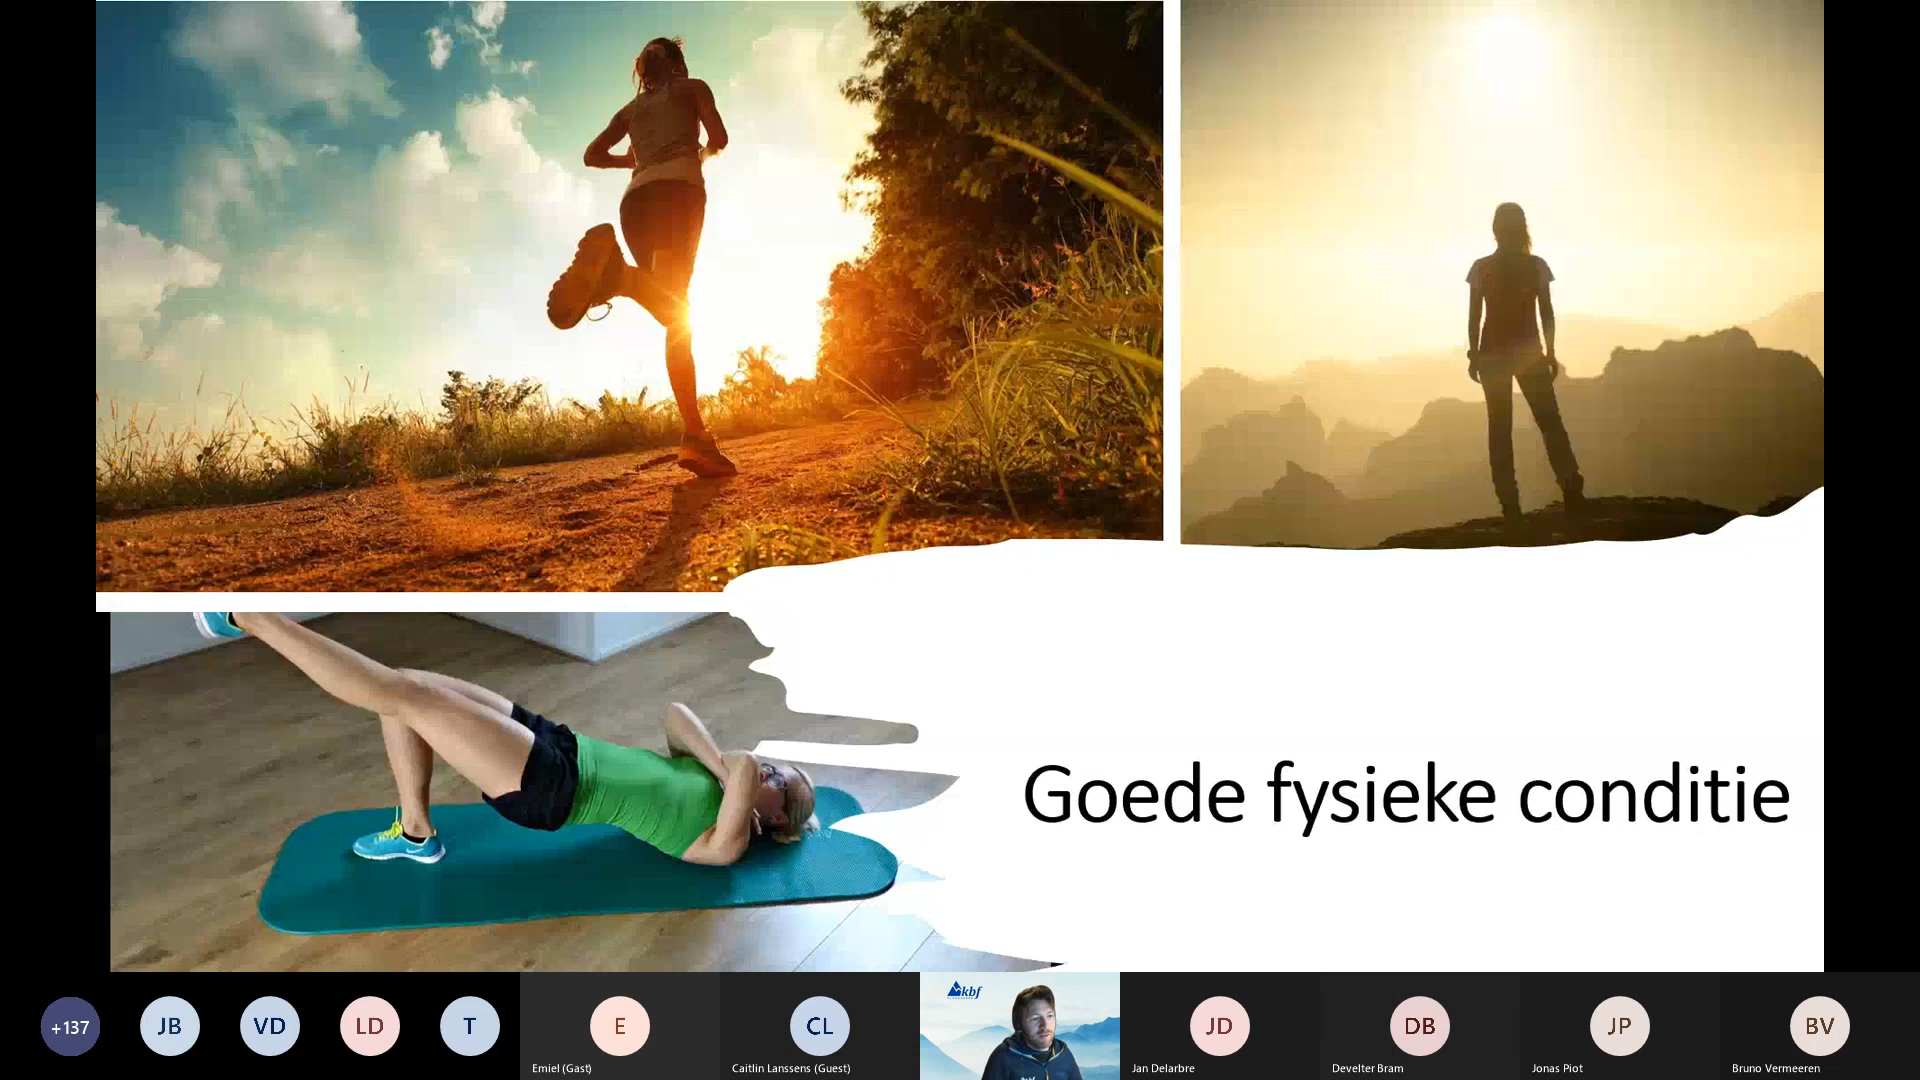 Goede fysieke conditie
+137
JB
VD
LD
T
E
Emiel (Gast)
CL
Caitlin Lanssens (Guest)
kbf
JD
Jan Delarbre
DB
Develter Bram
JP
Jonas Piot
BV
Bruno Vermeeren